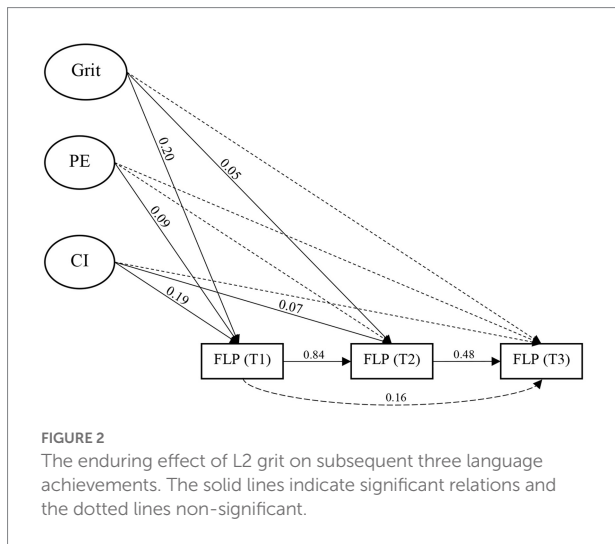 Grit
PE
CI
0.20
0.05
0.09
0.19
0.07
FLP (T1)
0.84
FLP (T2)
0.48
FLP (T3)
0.16
FIGURE 2
The enduring effect of L2 grit on subsequent three language
achievements. The solid lines indicate significant relations and
the dotted lines non-significant.